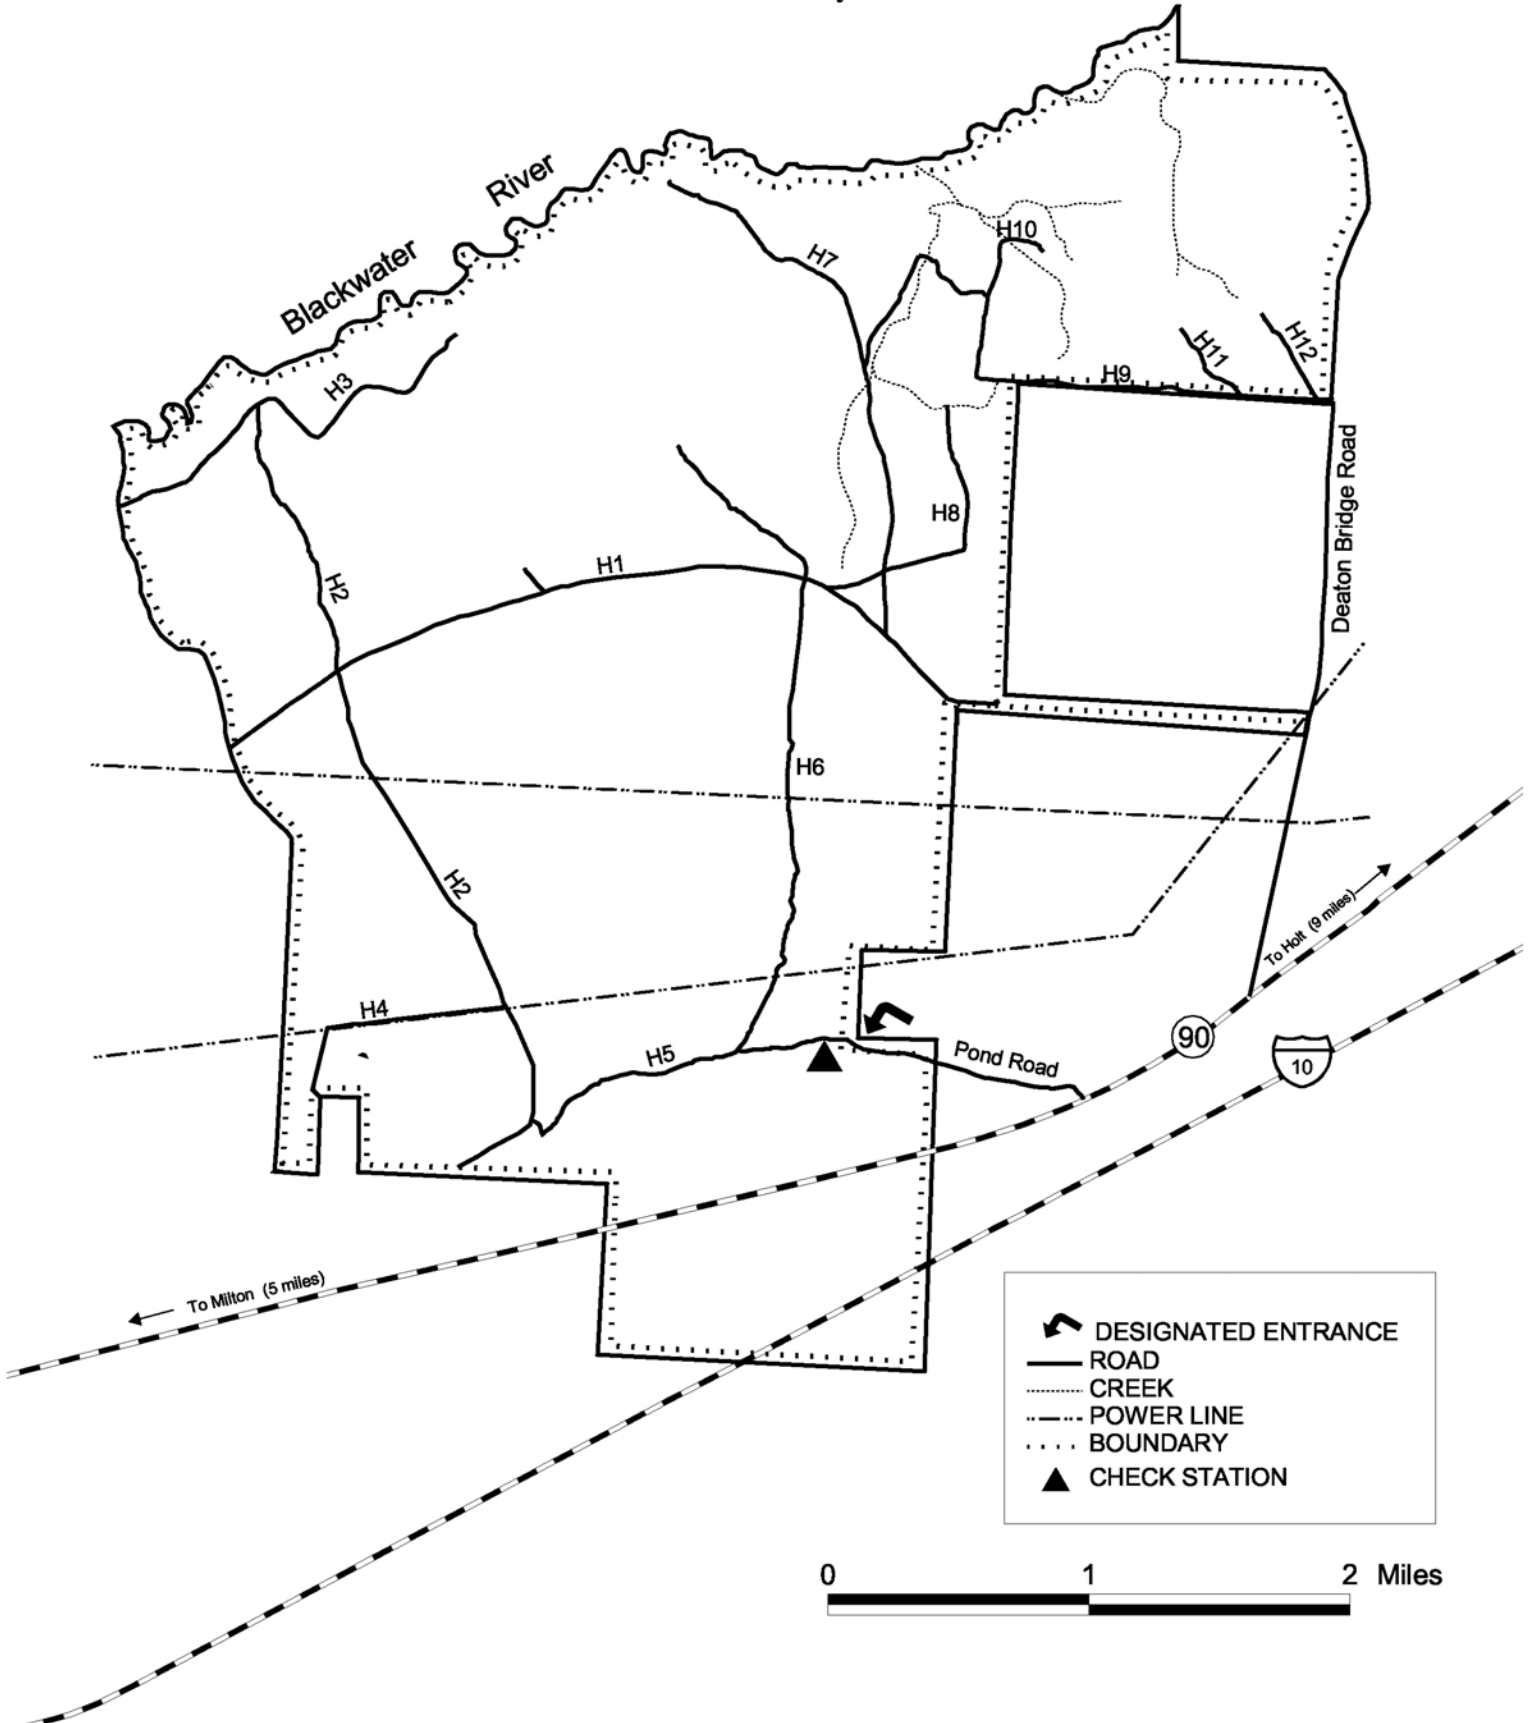 River
Blackwater
H10
H7
H12
H11
H3
H9
Deaton Bridge Road
H8
H1
H2
H6
H2
To Holt (9 miles)
H4
90
H5
Pond Road
10
To Milton (5 miles)
DESIGNATED ENTRANCE
ROAD
CREEK
POWER LINE
BOUNDARY
CHECK STATION
0 1 2 Miles